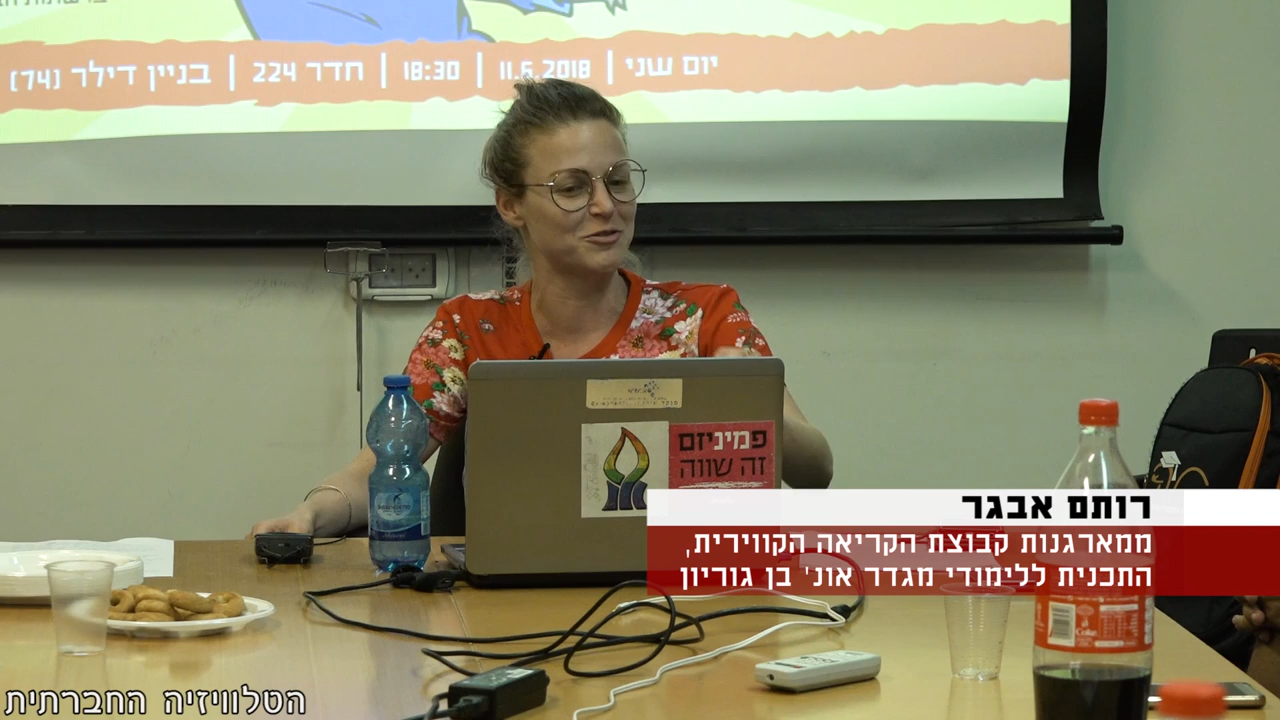 יום שני | 11.6.2018 | 18:30 | חדר 224 | בניין דילר (74)
פמיניזם
זה שווה
רותם אבגר
ממארגנות קבוצת הקריאה הקווירית,
התכנית ללימודי מגדר אונ' בן גוריון
Coke
הטלוויזיה החברתית